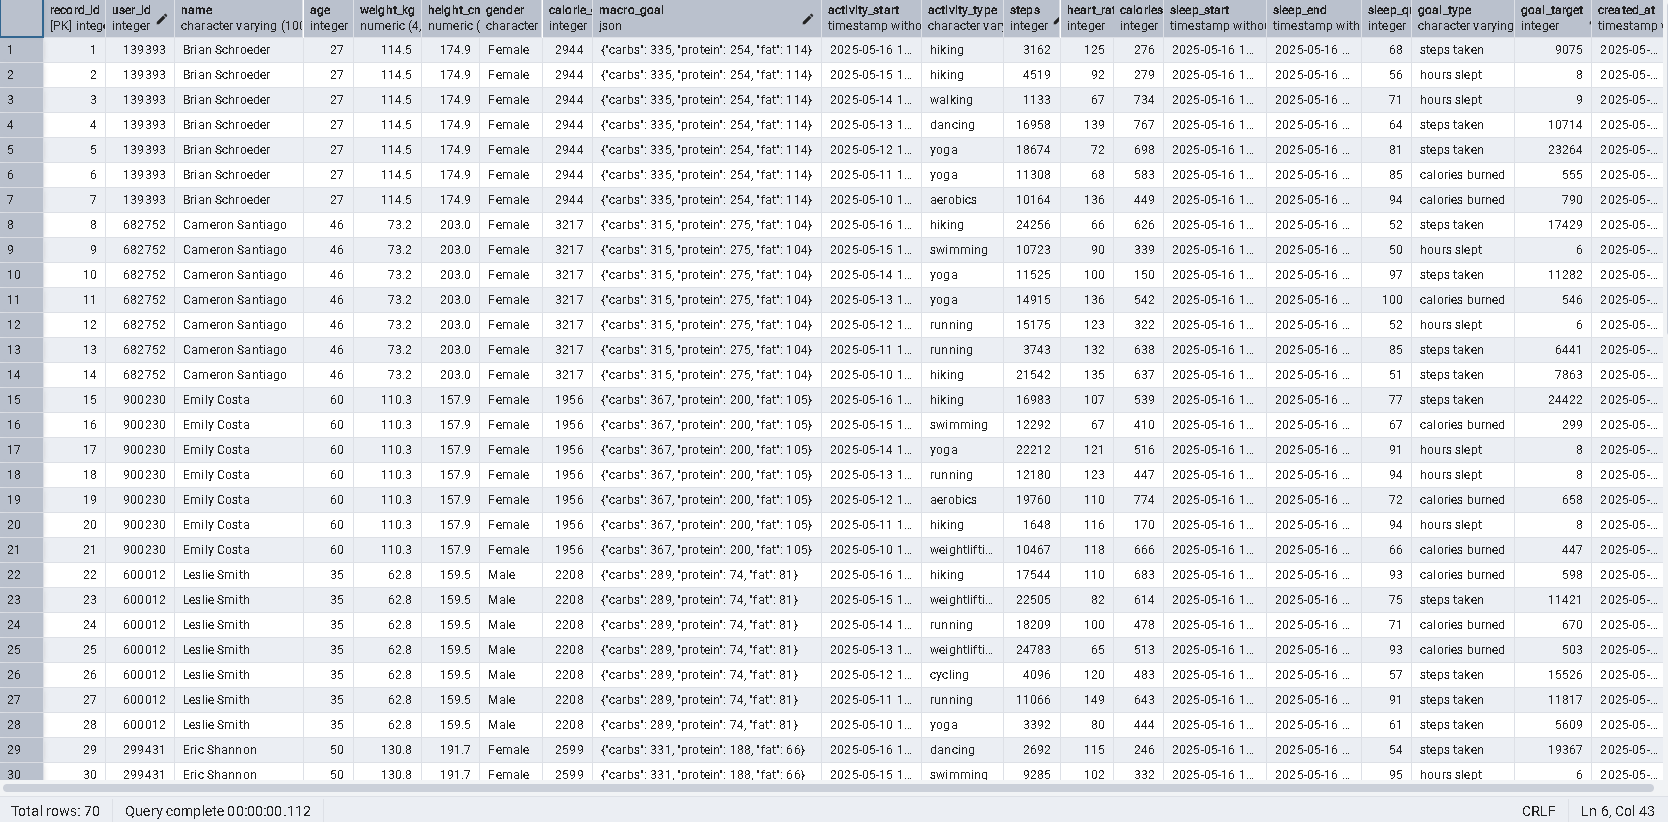 record_id user_id name age weight_kg height_cn gender calorie_ macro_goal activity_start activity_type steps heart_rat calories sleep_start sleep_end sleep_q goal_type goal_target created_at
[PK] intege integer character varying (100 integer numeric (4, numeric ( character integer json timestamp witho character var integer integer integer timestamp withou timestamp with integer character varying integer timestamp
1 1 139393 Brian Schroeder 27 114.5 174.9 Female 2944 {"carbs": 335, "protein": 254, "fat": 114} 2025-05-16 1... hiking 3162 125 276 2025-05-16 1... 2025-05-16 ... 68 steps taken 9075 2025-05-...
2 2 139393 Brian Schroeder 27 114.5 174.9 Female 2944 {"carbs": 335, "protein": 254, "fat": 114} 2025-05-15 1... hiking 4519 92 279 2025-05-16 1... 2025-05-16 ... 56 hours slept 8 2025-05-...
3 3 139393 Brian Schroeder 27 114.5 174.9 Female 2944 {"carbs": 335, "protein": 254, "fat": 114} 2025-05-14 1... walking 1133 67 734 2025-05-16 1... 2025-05-16 ... 71 hours slept 9 2025-05-...
4 4 139393 Brian Schroeder 27 114.5 174.9 Female 2944 {"carbs": 335, "protein": 254, "fat": 114} 2025-05-13 1... dancing 16958 139 767 2025-05-16 1... 2025-05-16 ... 64 steps taken 10714 2025-05-...
5 5 139393 Brian Schroeder 27 114.5 174.9 Female 2944 {"carbs": 335, "protein": 254, "fat": 114} 2025-05-12 1... yoga 18674 72 698 2025-05-16 1... 2025-05-16 ... 81 steps taken 23264 2025-05-...
6 6 139393 Brian Schroeder 27 114.5 174.9 Female 2944 {"carbs": 335, "protein": 254, "fat": 114} 2025-05-11 1... yoga 11308 68 583 2025-05-16 1... 2025-05-16 ... 85 calories burned 555 2025-05-...
7 7 139393 Brian Schroeder 27 114.5 174.9 Female 2944 {"carbs": 335, "protein": 254, "fat": 114} 2025-05-10 1... aerobics 10164 136 449 2025-05-16 1... 2025-05-16 ... 94 calories burned 790 2025-05-...
8 8 682752 Cameron Santiago 46 73.2 203.0 Female 3217 {"carbs": 315, "protein": 275, "fat": 104} 2025-05-16 1... hiking 24256 66 626 2025-05-16 1... 2025-05-16 ... 52 steps taken 17429 2025-05-...
9 9 682752 Cameron Santiago 46 73.2 203.0 Female 3217 {"carbs": 315, "protein": 275, "fat": 104} 2025-05-15 1... swimming 10723 90 339 2025-05-16 1... 2025-05-16 ... 50 hours slept 6 2025-05-...
10 10 682752 Cameron Santiago 46 73.2 203.0 Female 3217 {"carbs": 315, "protein": 275, "fat": 104} 2025-05-14 1... yoga 11525 100 150 2025-05-16 1... 2025-05-16 ... 97 steps taken 11282 2025-05-...
11 11 682752 Cameron Santiago 46 73.2 203.0 Female 3217 {"carbs": 315, "protein": 275, "fat": 104} 2025-05-13 1... yoga 14915 136 542 2025-05-16 1... 2025-05-16 ... 100 calories burned 546 2025-05-...
12 12 682752 Cameron Santiago 46 73.2 203.0 Female 3217 {"carbs": 315, "protein": 275, "fat": 104} 2025-05-12 1... running 15175 123 322 2025-05-16 1... 2025-05-16 ... 52 hours slept 6 2025-05-...
13 13 682752 Cameron Santiago 46 73.2 203.0 Female 3217 {"carbs": 315, "protein": 275, "fat": 104} 2025-05-11 1... running 3743 132 638 2025-05-16 1... 2025-05-16 ... 85 steps taken 6441 2025-05-...
14 14 682752 Cameron Santiago 46 73.2 203.0 Female 3217 {"carbs": 315, "protein": 275, "fat": 104} 2025-05-10 1... hiking 21542 135 637 2025-05-16 1... 2025-05-16 ... 51 steps taken 7863 2025-05-...
15 15 900230 Emily Costa 60 110.3 157.9 Female 1956 {"carbs": 367, "protein": 200, "fat": 105} 2025-05-16 1... hiking 16983 107 539 2025-05-16 1... 2025-05-16 ... 77 steps taken 24422 2025-05-...
16 16 900230 Emily Costa 60 110.3 157.9 Female 1956 {"carbs": 367, "protein": 200, "fat": 105} 2025-05-15 1... swimming 12292 67 410 2025-05-16 1... 2025-05-16 ... 67 calories burned 299 2025-05-...
17 17 900230 Emily Costa 60 110.3 157.9 Female 1956 {"carbs": 367, "protein": 200, "fat": 105} 2025-05-14 1... yoga 22212 121 516 2025-05-16 1... 2025-05-16 ... 91 hours slept 8 2025-05-...
18 18 900230 Emily Costa 60 110.3 157.9 Female 1956 {"carbs": 367, "protein": 200, "fat": 105} 2025-05-13 1... running 12180 123 447 2025-05-16 1... 2025-05-16 ... 94 hours slept 8 2025-05-...
19 19 900230 Emily Costa 60 110.3 157.9 Female 1956 {"carbs": 367, "protein": 200, "fat": 105} 2025-05-12 1... aerobics 19760 110 774 2025-05-16 1... 2025-05-16 ... 72 calories burned 658 2025-05-...
20 20 900230 Emily Costa 60 110.3 157.9 Female 1956 {"carbs": 367, "protein": 200, "fat": 105} 2025-05-11 1... hiking 1648 116 170 2025-05-16 1... 2025-05-16 ... 94 hours slept 8 2025-05-...
21 21 900230 Emily Costa 60 110.3 157.9 Female 1956 {"carbs": 367, "protein": 200, "fat": 105} 2025-05-10 1... weightlifti... 10467 118 666 2025-05-16 1... 2025-05-16 ... 66 calories burned 447 2025-05-...
22 22 600012 Leslie Smith 35 62.8 159.5 Male 2208 {"carbs": 289, "protein": 74, "fat": 81} 2025-05-16 1... hiking 17544 110 683 2025-05-16 1... 2025-05-16 ... 93 calories burned 598 2025-05-...
23 23 600012 Leslie Smith 35 62.8 159.5 Male 2208 {"carbs": 289, "protein": 74, "fat": 81} 2025-05-15 1... weightlifti... 22505 82 614 2025-05-16 1... 2025-05-16 ... 75 steps taken 11421 2025-05-...
24 24 600012 Leslie Smith 35 62.8 159.5 Male 2208 {"carbs": 289, "protein": 74, "fat": 81} 2025-05-14 1... running 18209 100 478 2025-05-16 1... 2025-05-16 ... 71 calories burned 670 2025-05-...
25 25 600012 Leslie Smith 35 62.8 159.5 Male 2208 {"carbs": 289, "protein": 74, "fat": 81} 2025-05-13 1... weightlifti... 24783 65 513 2025-05-16 1... 2025-05-16 ... 93 calories burned 503 2025-05-...
26 26 600012 Leslie Smith 35 62.8 159.5 Male 2208 {"carbs": 289, "protein": 74, "fat": 81} 2025-05-12 1... cycling 4096 120 483 2025-05-16 1... 2025-05-16 ... 57 steps taken 15526 2025-05-...
27 27 600012 Leslie Smith 35 62.8 159.5 Male 2208 {"carbs": 289, "protein": 74, "fat": 81} 2025-05-11 1... running 11066 149 643 2025-05-16 1... 2025-05-16 ... 91 steps taken 11817 2025-05-...
28 28 600012 Leslie Smith 35 62.8 159.5 Male 2208 {"carbs": 289, "protein": 74, "fat": 81} 2025-05-10 1... yoga 3392 80 444 2025-05-16 1... 2025-05-16 ... 61 steps taken 5609 2025-05-...
29 29 299431 Eric Shannon 50 130.8 191.7 Female 2599 {"carbs": 331, "protein": 188, "fat": 66} 2025-05-16 1... dancing 2692 115 246 2025-05-16 1... 2025-05-16 ... 54 steps taken 19367 2025-05-...
30 30 299431 Eric Shannon 50 130.8 191.7 Female 2599 {"carbs": 331, "protein": 188, "fat": 66} 2025-05-15 1... swimming 9285 102 332 2025-05-16 1... 2025-05-16 ... 95 hours slept 6 2025-05-...
Total rows: 70 Query complete 00:00:00.112 CRLF Ln 6, Col 43